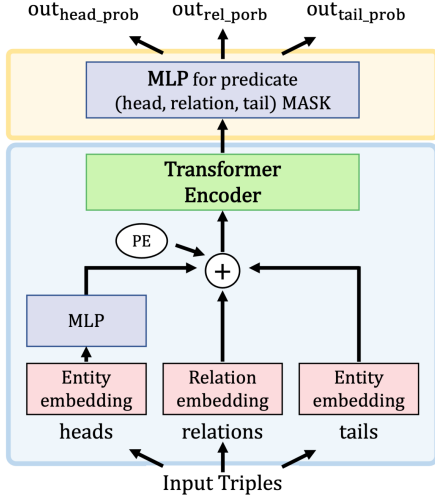 out_head_prob out_rel_porb out_tail_prob
MLP for predicate
(head, relation, tail) MASK
Transformer
Encoder
PE
+
MLP
Entity
embedding
Relation
embedding
Entity
embedding
heads relations tails
Input Triples